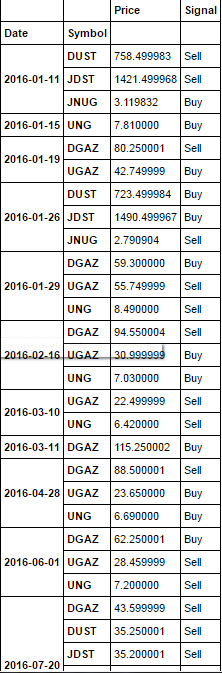 Price Signal
Date Symbol
DUST 758.499983 Sell
2016-01-11 JDST 1421.499968 Sell
JNUG 3.119832 Buy
2016-01-15 UNG 7.810000 Buy
2016-01-19 DGAZ 80.250001 Sell
UGAZ 42.749999 Buy
DUST 723.499984 Buy
2016-01-26 JDST 1490.499967 Buy
JNUG 2.790904 Sell
DGAZ 59.300000 Buy
2016-01-29 UGAZ 55.749999 Sell
UNG 8.490000 Sell
DGAZ 94.550004 Sell
2016-02-16 UGAZ 30.999999 Buy
UNG 7.030000 Buy
2016-03-10 UGAZ 22.499999 Sell
UNG 6.420000 Sell
2016-03-11 DGAZ 115.250002 Buy
DGAZ 88.500001 Sell
2016-04-28 UGAZ 23.650000 Buy
UNG 6.690000 Buy
DGAZ 62.250001 Buy
2016-06-01 UGAZ 28.459999 Sell
UNG 7.200000 Sell
DGAZ 43.599999 Sell
DUST 35.250001 Sell
2016-07-20 JDST 35.200001 Sell